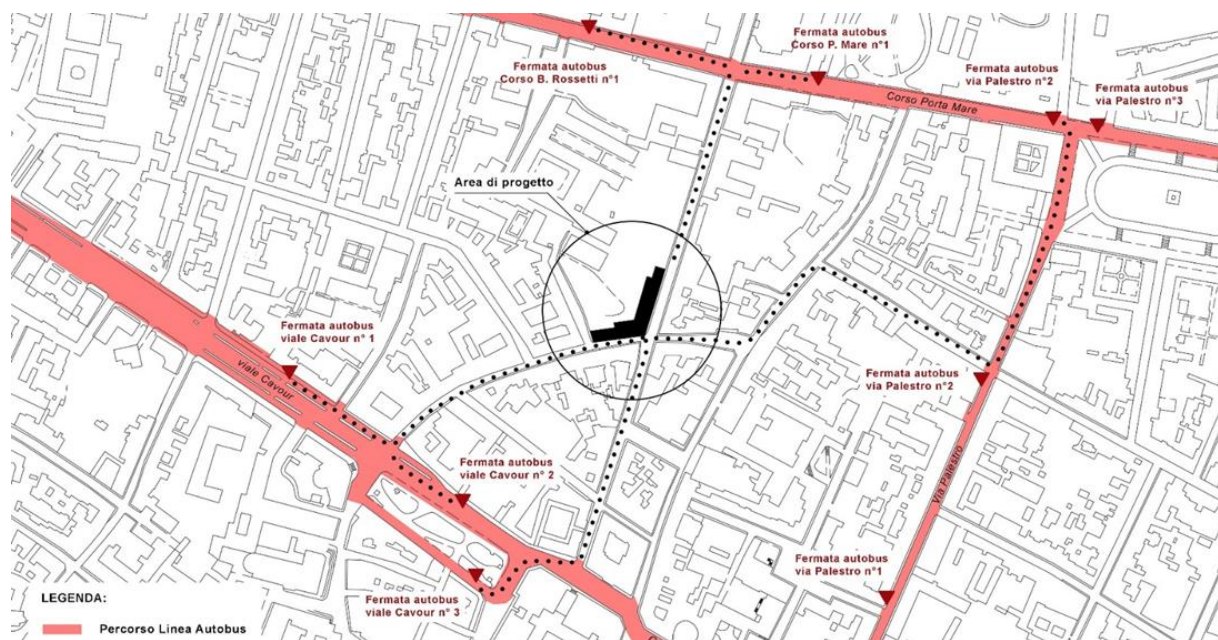 Fermata autobus
Corso P. Mare n°1
Fermata autobus
Corso B. Rossetti n°1
Fermata autobus
via Palestro n°2
Fermata autobus
via Palestro n°3
Corso Porta Mare
Area di progetto
Fermata autobus
viale Cavour n° 1
viale Cavour
Fermata autobus
via Palestro n°2
Fermata autobus
viale Cavour n° 2
Via Palestro
Fermata autobus
via Palestro n°1
Fermata autobus
viale Cavour n° 3
LEGENDA:
Percorso Linea Autobus